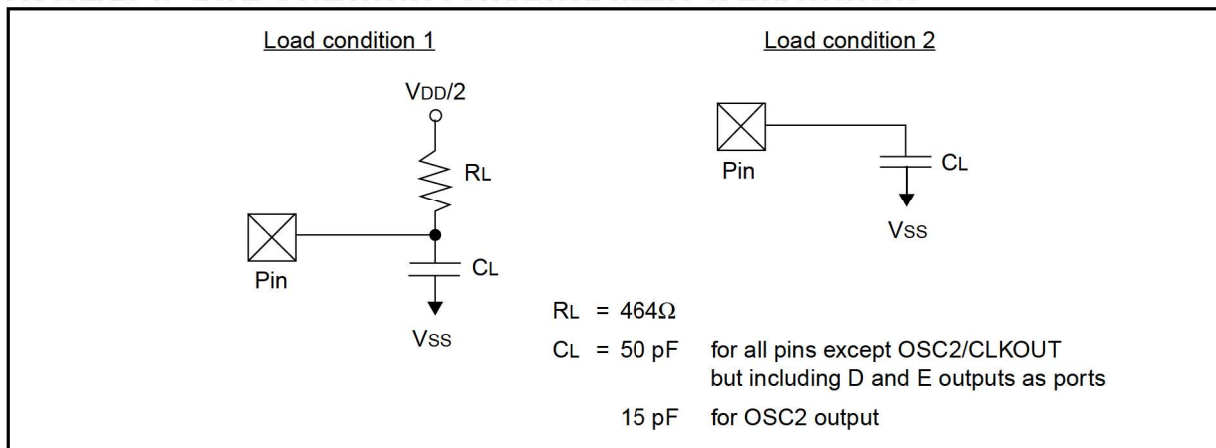 Load condition 1
Load condition 2
VDD/2
RL
Pin
CL
VSS
Pin
CL
VSS
RL = 464Ω
CL = 50 pF for all pins except OSC2/CLKOUT
but including D and E outputs as ports
15 pF for OSC2 output